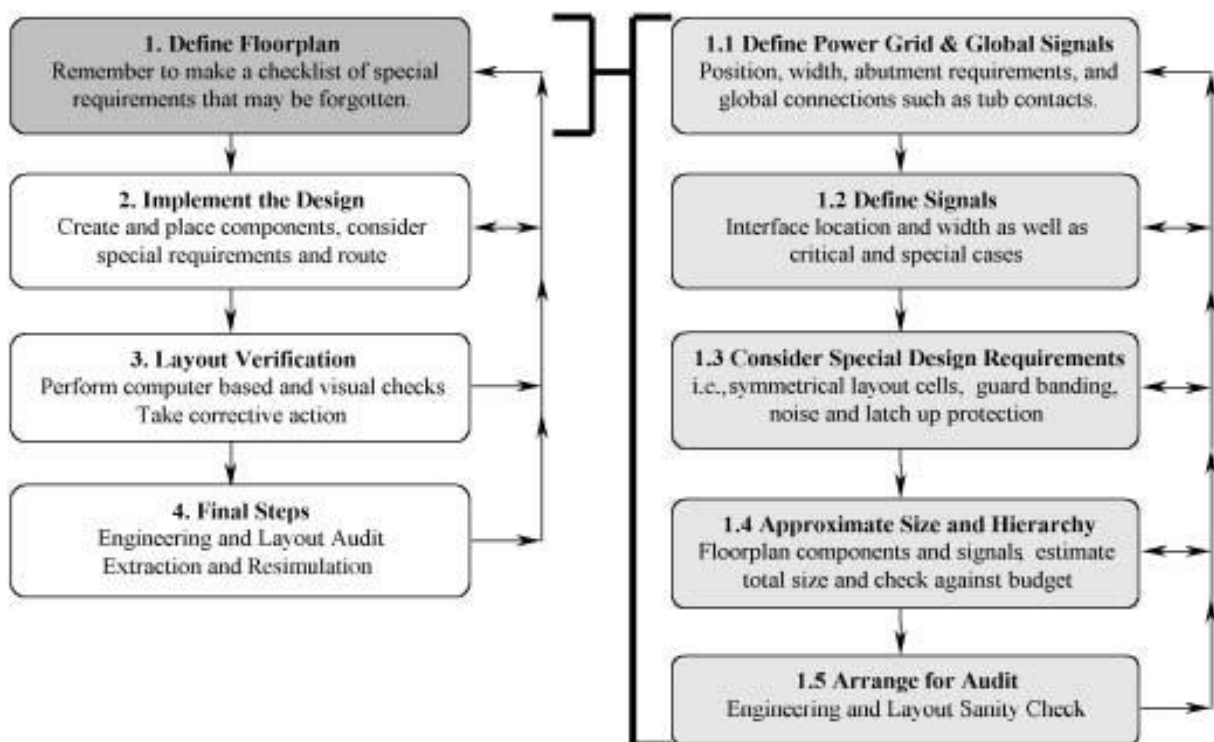 1. Define Floorplan
Remember to make a checklist of special
requirements that may be forgotten.
2. Implement the Design
Create and place components, consider
special requirements and route
3. Layout Verification
Perform computer based and visual checks
Take corrective action
4. Final Steps
Engineering and Layout Audit
Extraction and Resimulation
1.1 Define Power Grid & Global Signals
Position, width, abutment requirements, and
global connections such as tub contacts.
1.2 Define Signals
Interface location and width as well as
critical and special cases
1.3 Consider Special Design Requirements
i.e., symmetrical layout cells, guard banding,
noise and latch up protection
1.4 Approximate Size and Hierarchy
Floorplan components and signals, estimate
total size and check against budget
1.5 Arrange for Audit
Engineering and Layout Sanity Check